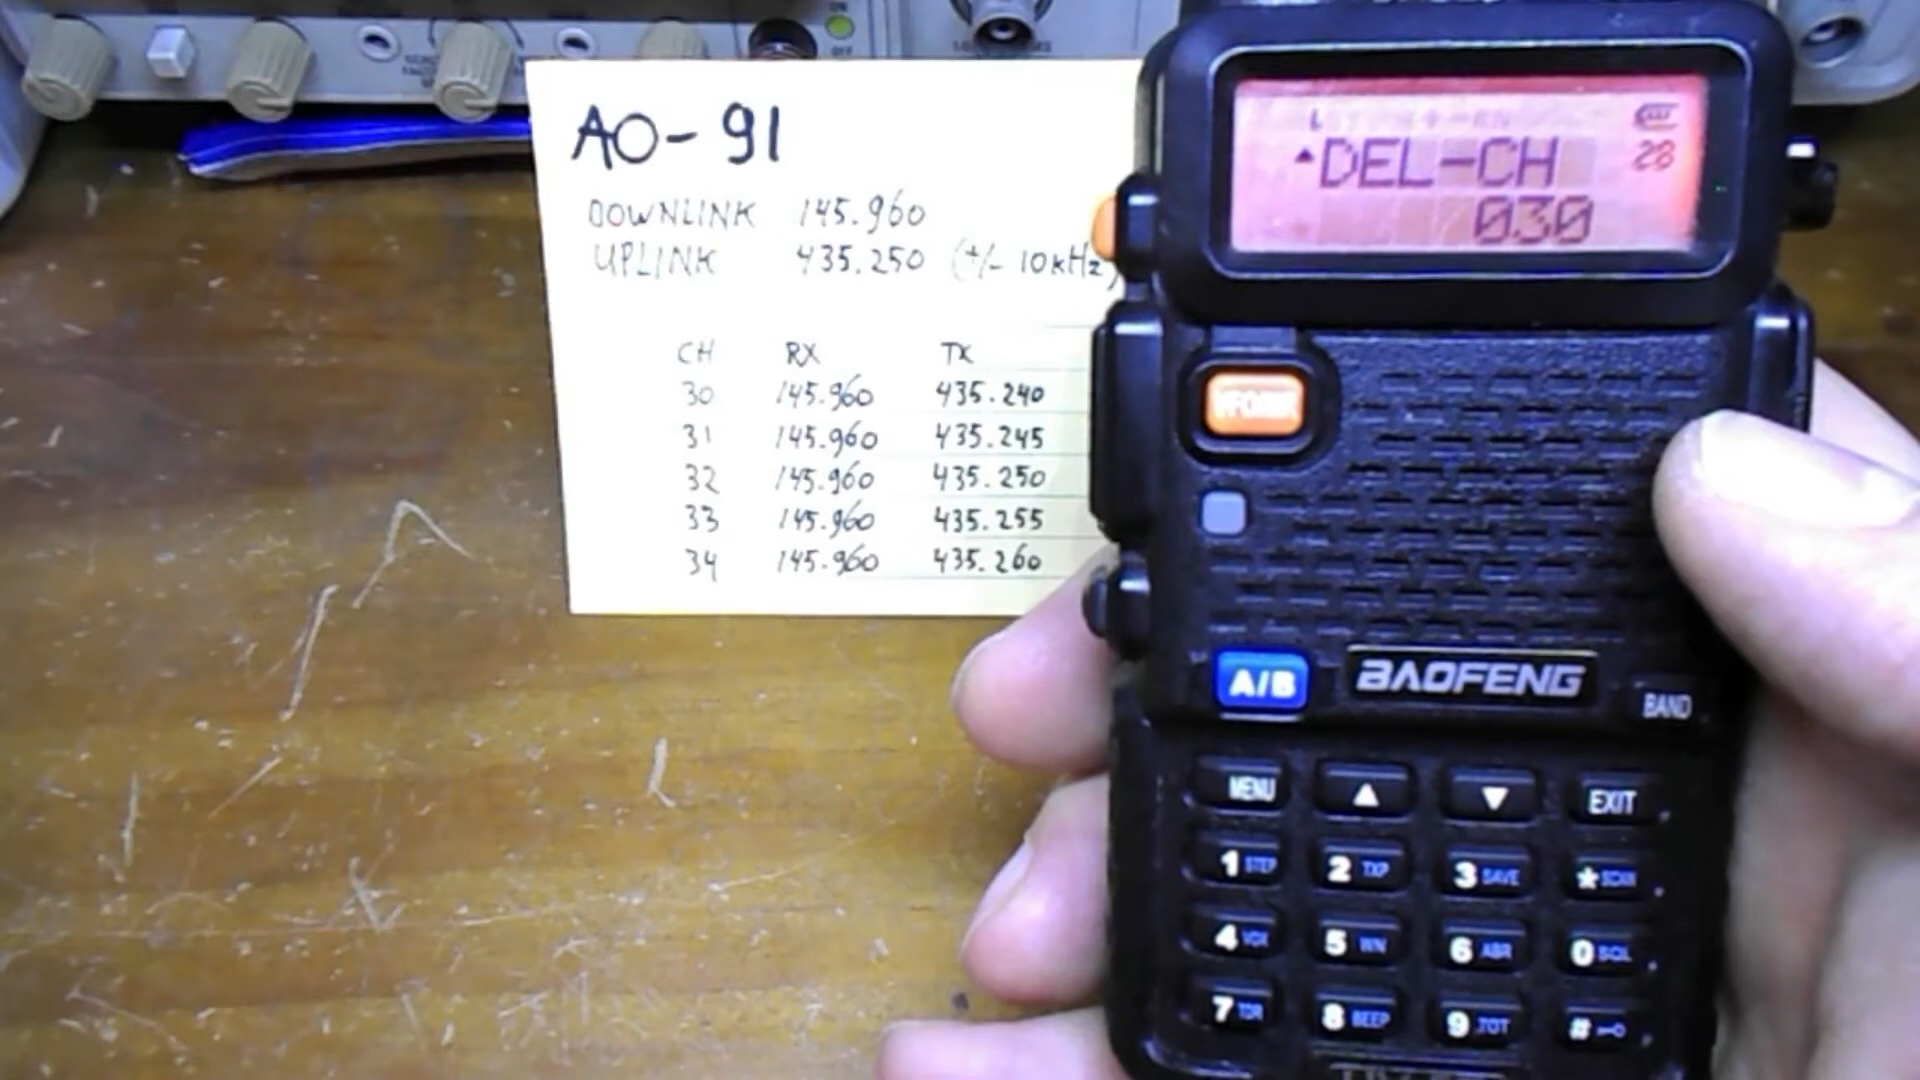 ON
OFF
AO-91
DOWNLINK 145.960
UPLINK 435.250 (+/- 10kHz)
CH RX TX
30 145.960 435.240
31 145.960 435.245
32 145.960 435.250
33 145.960 435.255
34 145.960 435.260
DEL-CH 28
030
A/B BAOFENG BAND
MENU ▲ ▼ EXIT
1 STEP 2 TXP 3 SAVE * SCAN
4 VOX 5 WN 6 ABR 0 SQL
7 TDR 8 BEEP 9 TOT #